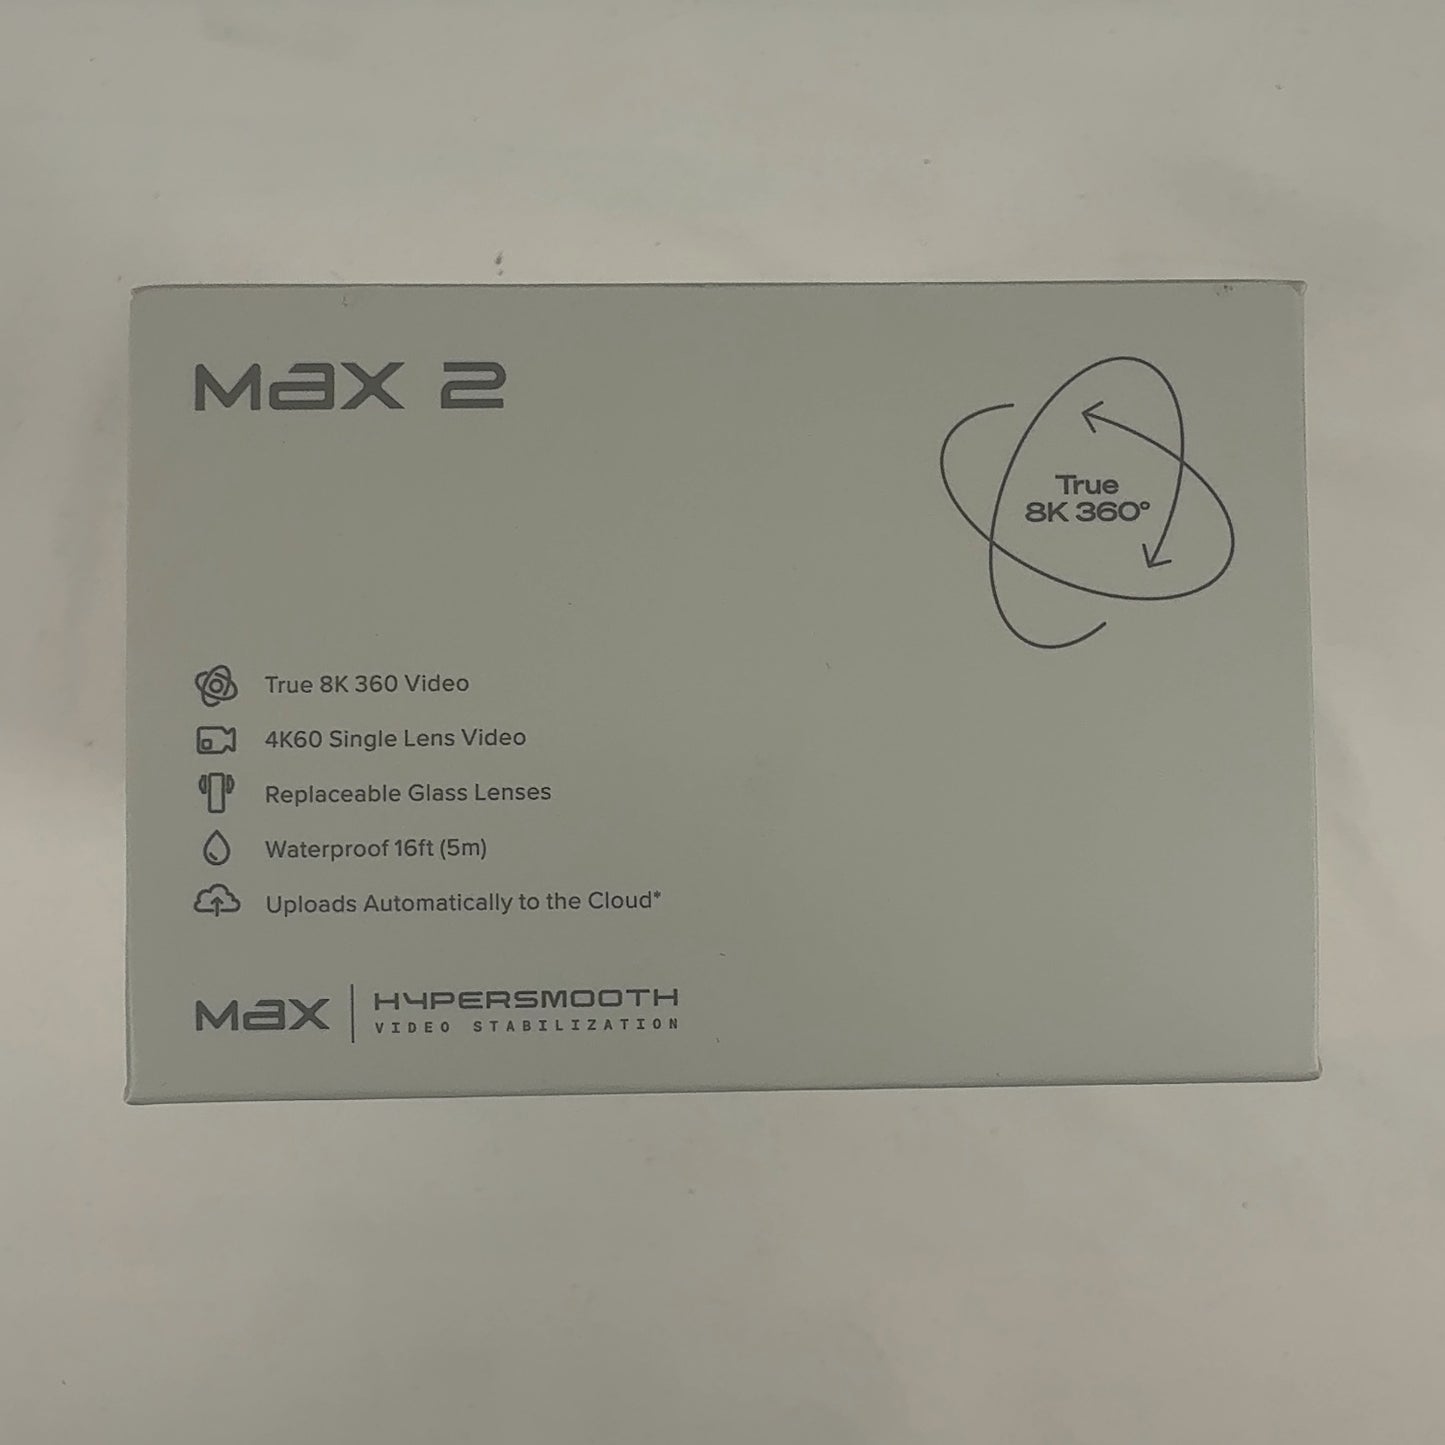 Max 2
True
8K 360°
True 8K 360 Video
4K60 Single Lens Video
Replaceable Glass Lenses
Waterproof 16ft (5m)
Uploads Automatically to the Cloud*
Max | HYPERSMOOTH
VIDEO STABILIZATION